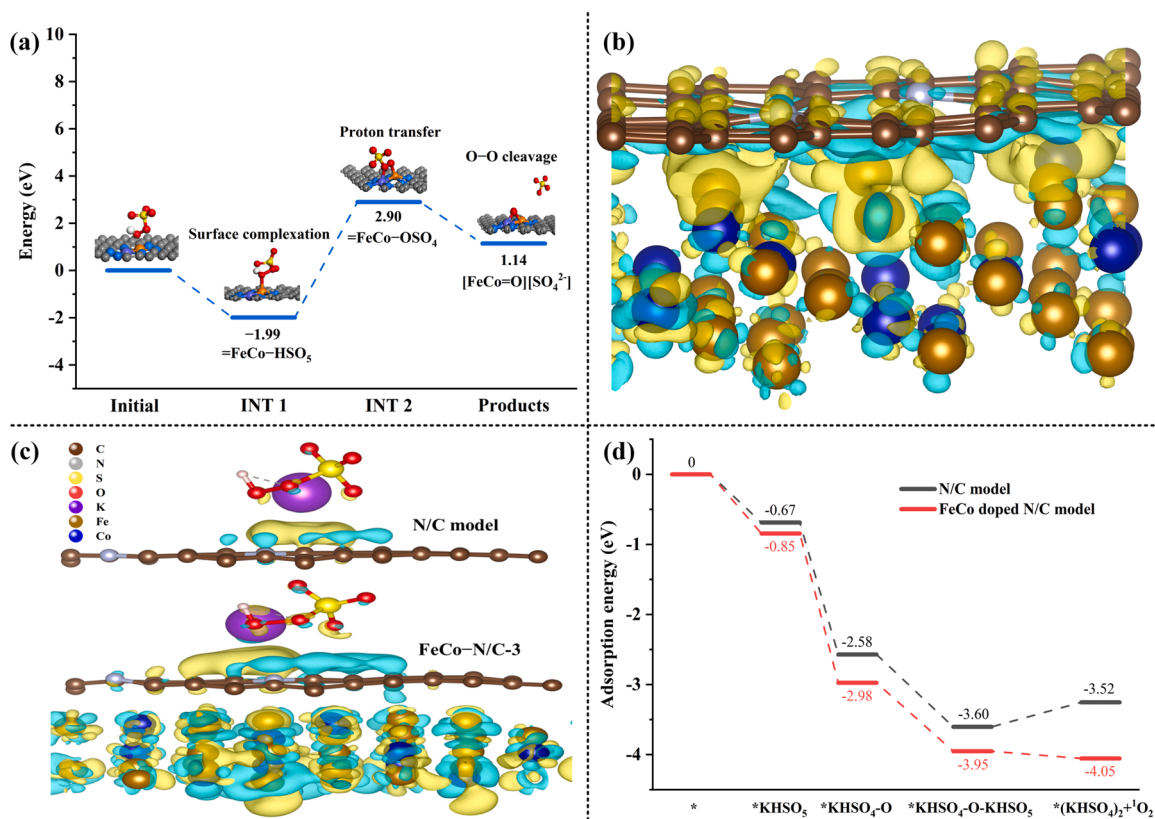 (a)
10
8
6
4
2
0
-2
-4
Energy (eV)
Proton transfer
O−O cleavage
Surface complexation
2.90
=FeCo−OSO₄
1.14
[FeCo=O][SO₄²⁻]
−1.99
=FeCo−HSO₅
Initial
INT 1
INT 2
Products
(b)
(c)
C
N
S
O
K
Fe
Co
N/C model
FeCo−N/C-3
(d)
0
-1
-2
-3
-4
Adsorption energy (eV)
0
N/C model
FeCo doped N/C model
-0.67
-0.85
-2.58
-2.98
-3.60
-3.95
-3.52
-4.05
*
*KHSO₅
*KHSO₄-O
*KHSO₄-O-KHSO₅
*(KHSO₄)₂+¹O₂